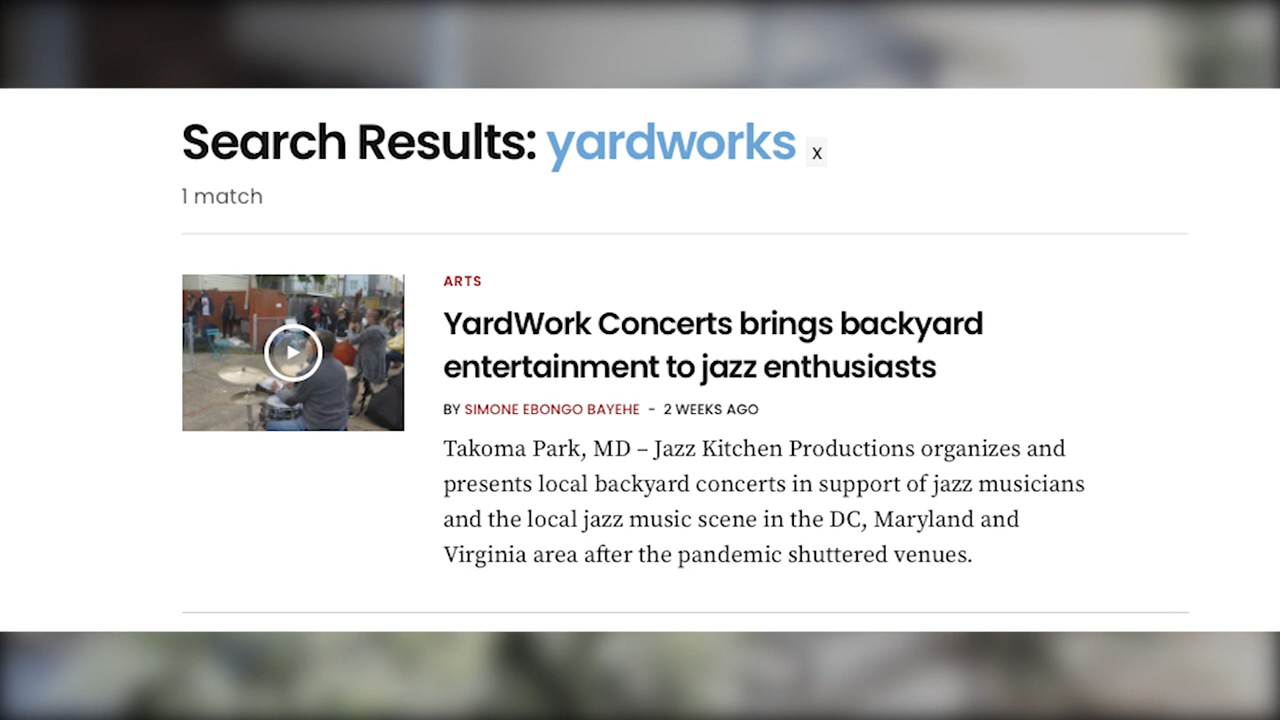 Search Results: yardworks x
1 match
ARTS
YardWork Concerts brings backyard
entertainment to jazz enthusiasts
BY SIMONE EBONGO BAYEHE - 2 WEEKS AGO
Takoma Park, MD – Jazz Kitchen Productions organizes and
presents local backyard concerts in support of jazz musicians
and the local jazz music scene in the DC, Maryland and
Virginia area after the pandemic shuttered venues.